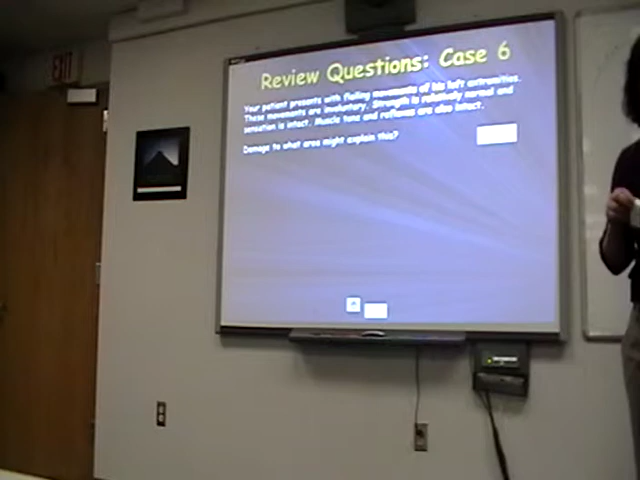 EXIT
Review Questions: Case 6
Your patient presents with flailing movements of his left extremities.
These movements are involuntary. Strength is relatively normal and
sensation is intact. Muscle tone and reflexes are also intact.
Damage to what area might explain this?